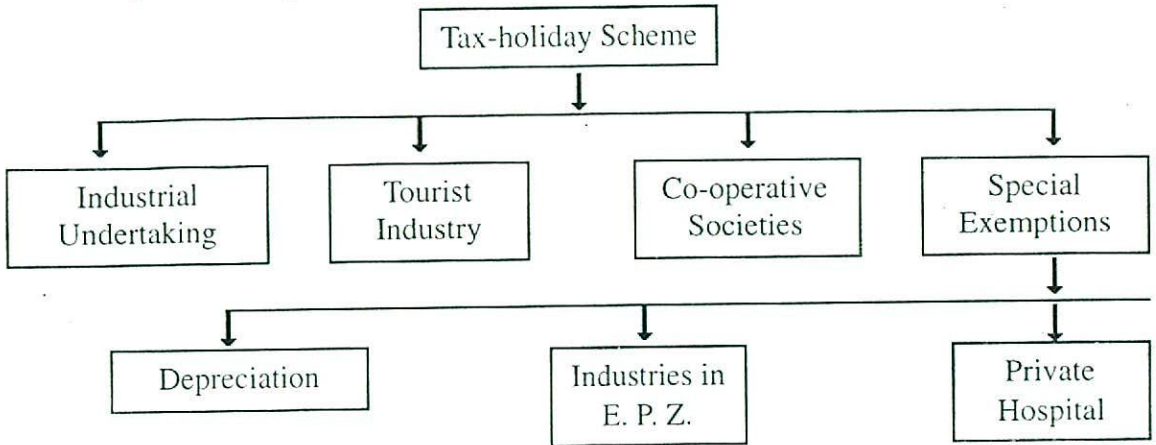 Tax-holiday Scheme
Industrial
Undertaking
Tourist
Industry
Co-operative
Societies
Special
Exemptions
Depreciation
Industries in
E. P. Z.
Private
Hospital